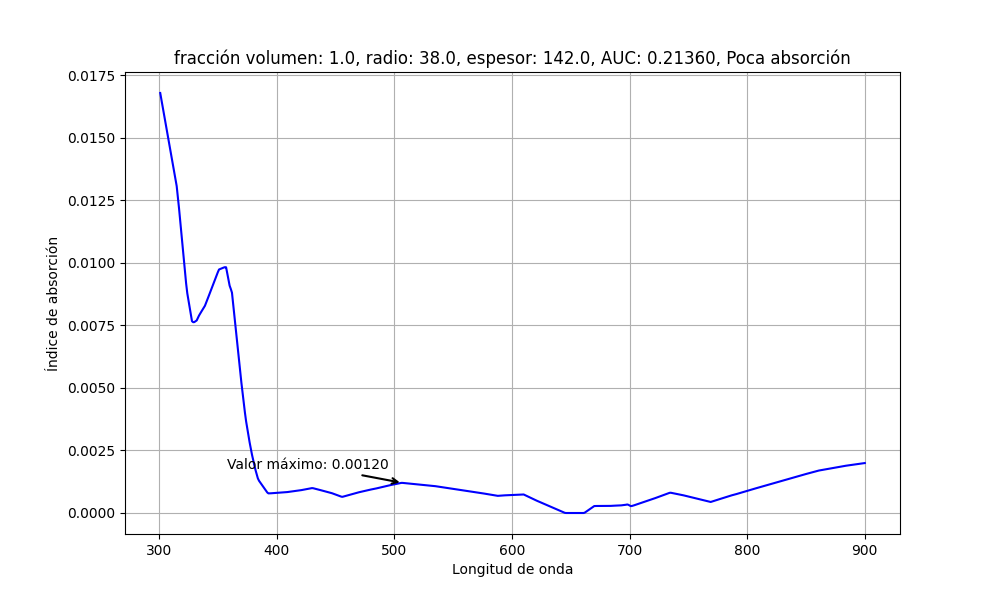 fracción volumen: 1.0, radio: 38.0, espesor: 142.0, AUC: 0.21360, Poca absorción
0.0175
0.0150
0.0125
0.0100
0.0075
0.0050
0.0025
0.0000
Índice de absorción
Valor máximo: 0.00120
300 400 500 600 700 800 900
Longitud de onda